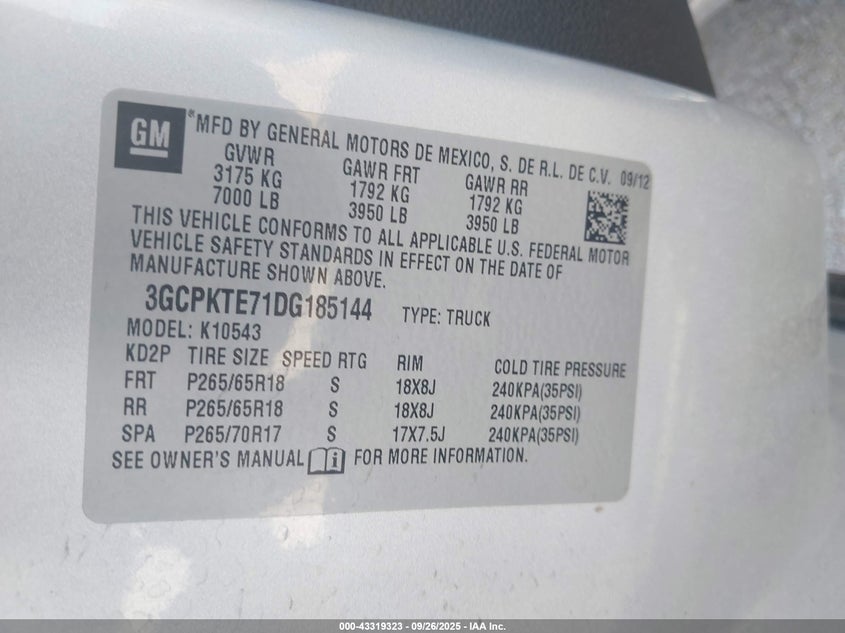 GM
® MFD BY GENERAL MOTORS DE MEXICO, S. DE R.L. DE C.V. 09/12
GVWR GAWR FRT GAWR RR
3175 KG 1792 KG 1792 KG
7000 LB 3950 LB 3950 LB
THIS VEHICLE CONFORMS TO ALL APPLICABLE U.S. FEDERAL MOTOR
VEHICLE SAFETY STANDARDS IN EFFECT ON THE DATE OF
MANUFACTURE SHOWN ABOVE.
3GCPKTE71DG185144 TYPE: TRUCK
MODEL: K10543
KD2P TIRE SIZE SPEED RTG RIM COLD TIRE PRESSURE
FRT P265/65R18 S 18X8J 240KPA(35PSI)
RR P265/65R18 S 18X8J 240KPA(35PSI)
SPA P265/70R17 S 17X7.5J 240KPA(35PSI)
SEE OWNER'S MANUAL i FOR MORE INFORMATION.
000-43319323 - 09/26/2025 - IAA Inc.